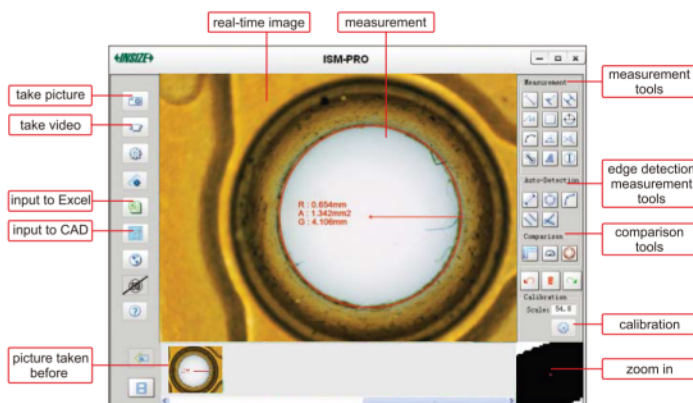 real-time image
measurement
INSIZE
ISM-PRO
take picture
take video
input to Excel
input to CAD
picture taken
before
R : 0.654mm
A : 1.342mm2
G : 4.106mm
Measurement
Auto-Detection
Comparison
Calibration
Scale: 54.8
measurement
tools
edge detection
measurement
tools
comparison
tools
calibration
zoom in